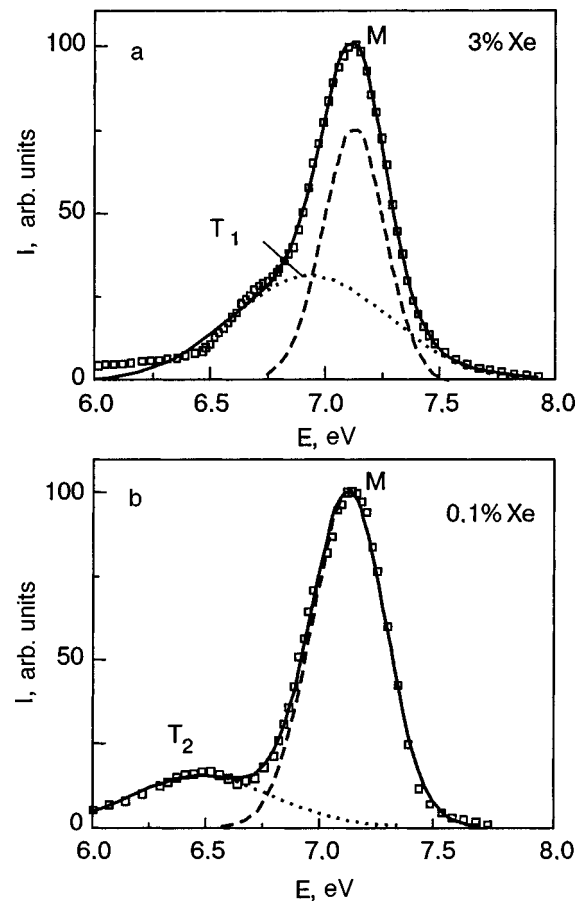 a
M
3% Xe
T1
100
50
0
I, arb. units
6.0 6.5 7.0 7.5 8.0
E, eV
b
M
0.1% Xe
T2
100
50
0
I, arb. units
6.0 6.5 7.0 7.5 8.0
E, eV